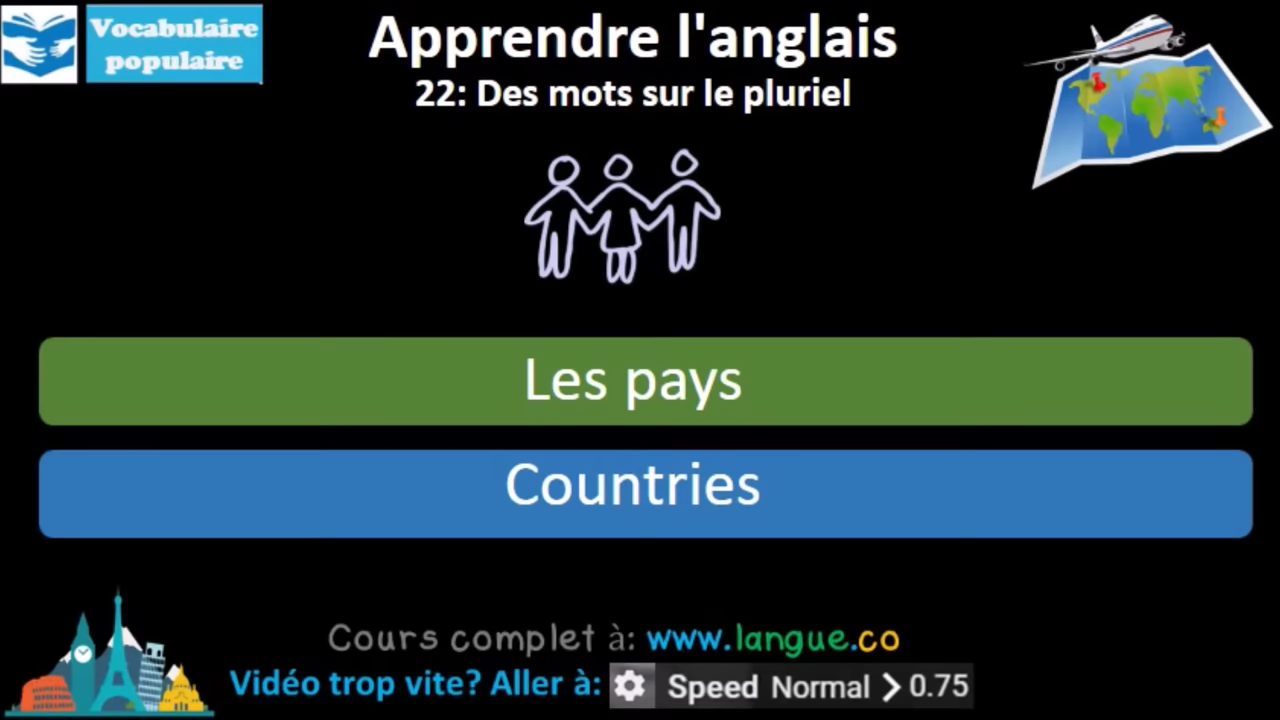 Vocabulaire
populaire
Apprendre l'anglais
22: Des mots sur le pluriel
Les pays
Countries
Cours complet à: www.langue.co
Vidéo trop vite? Aller à: Speed Normal > 0.75